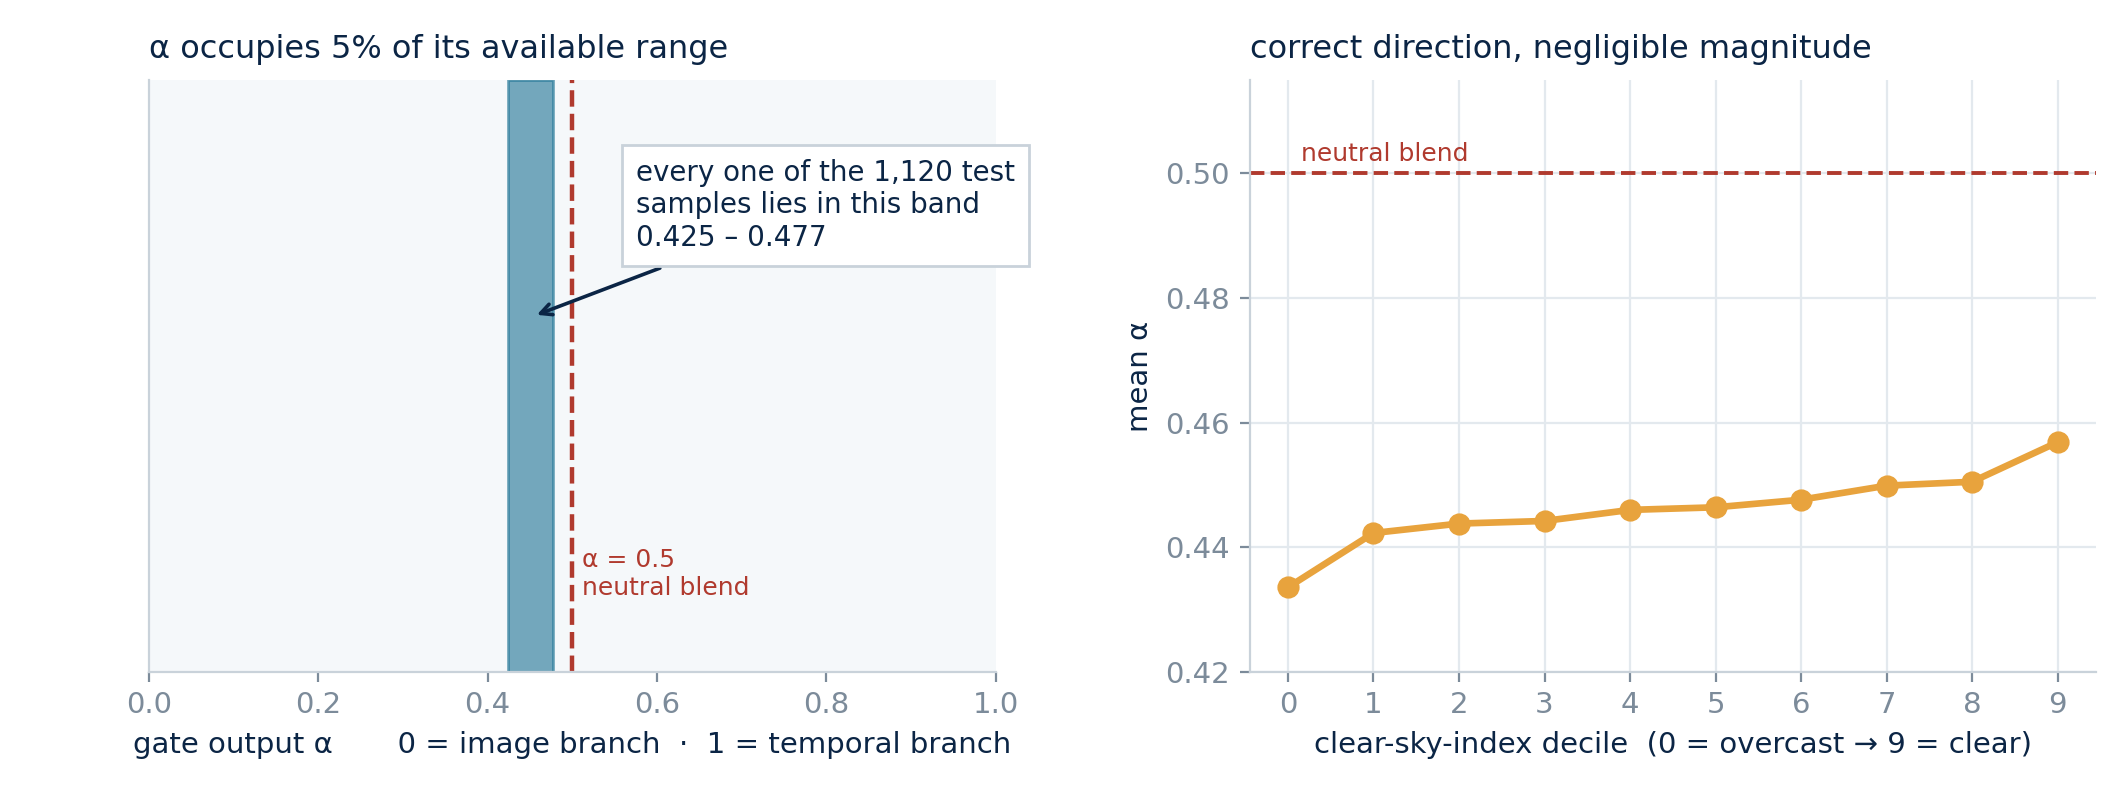 α occupies 5% of its available range
every one of the 1,120 test
samples lies in this band
0.425 – 0.477
α = 0.5
neutral blend
0.0 0.2 0.4 0.6 0.8 1.0
gate output α 0 = image branch · 1 = temporal branch
correct direction, negligible magnitude
neutral blend
mean α
0.50
0.48
0.46
0.44
0.42
0 1 2 3 4 5 6 7 8 9
clear-sky-index decile (0 = overcast → 9 = clear)